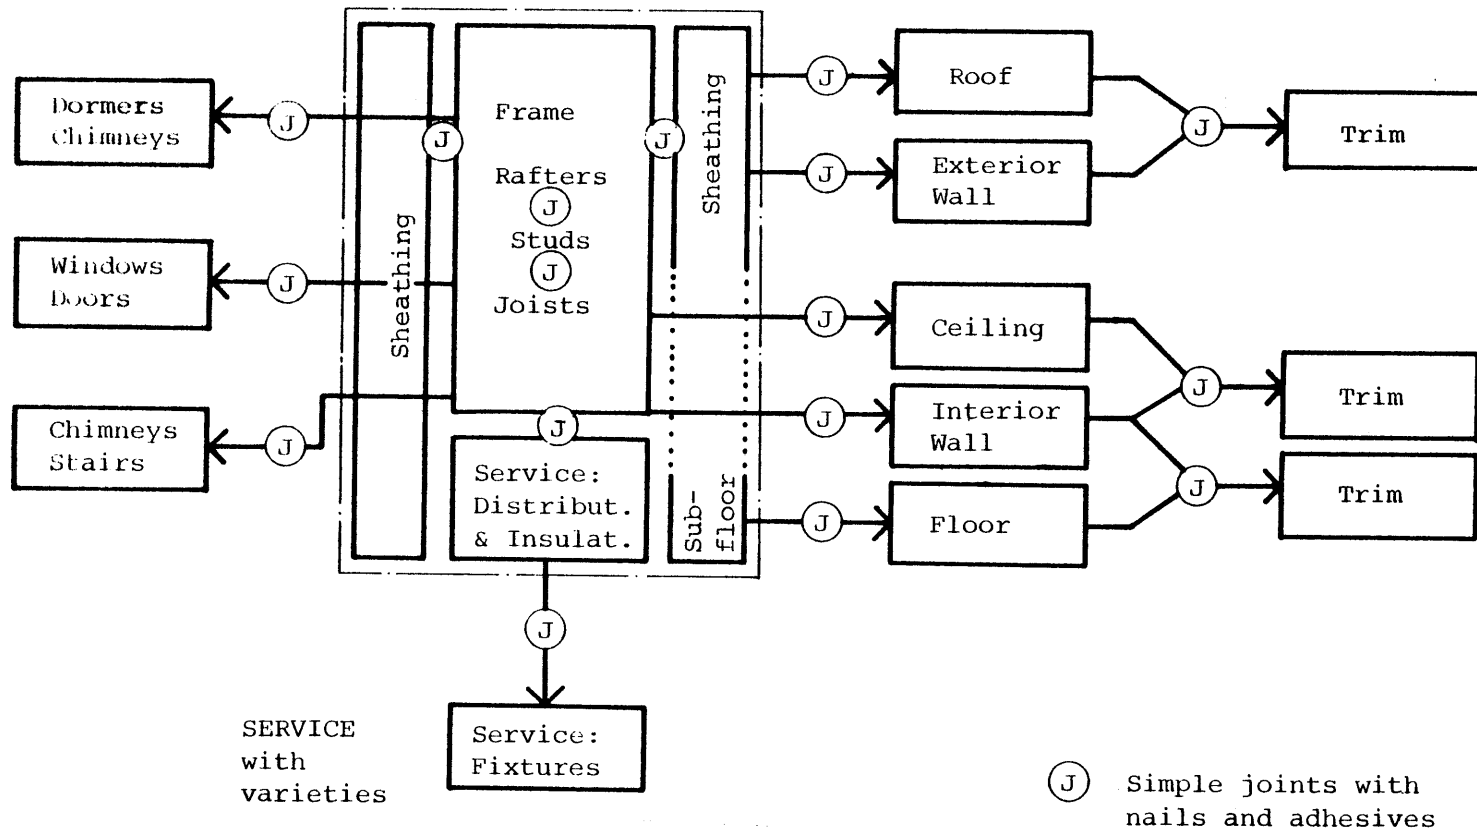 Dormers
Chimneys
J
Windows
Doors
J
Chimneys
Stairs
J
Sheathing
J
Frame
Rafters
J
Studs
J
Joists
J
Sheathing
Sub-
floor
J
Service:
Distribut.
& Insulat.
J
Service:
Fixtures
SERVICE
with
varieties
J
Roof
J
Exterior
Wall
J
Trim
J
Ceiling
J
Interior
Wall
J
Trim
J
Floor
J
Trim
J Simple joints with
nails and adhesives